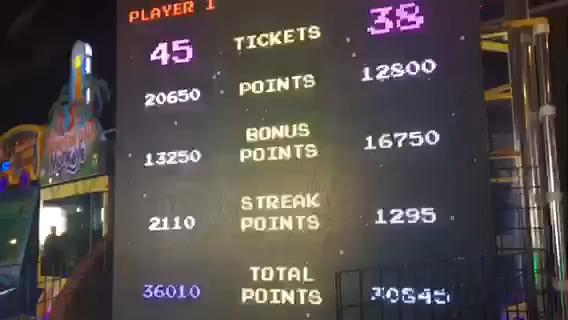 PLAYER 1
45 TICKETS 38
20650 POINTS 12800
BONUS
13250 POINTS 16750
STREAK
2110 POINTS 1295
TOTAL
36010 POINTS 30845